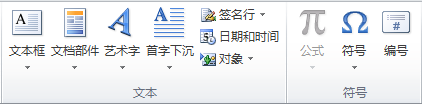 签名行
日期和时间
对象
文本框 文档部件 艺术字 首字下沉
公式 符号 编号
文本 符号